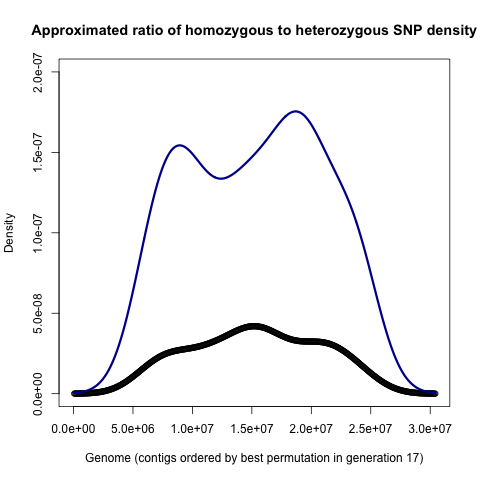 Approximated ratio of homozygous to heterozygous SNP density
2.0e-07
1.5e-07
1.0e-07
5.0e-08
0.0e+00
Density
0.0e+00 5.0e+06 1.0e+07 1.5e+07 2.0e+07 2.5e+07 3.0e+07
Genome (contigs ordered by best permutation in generation 17)